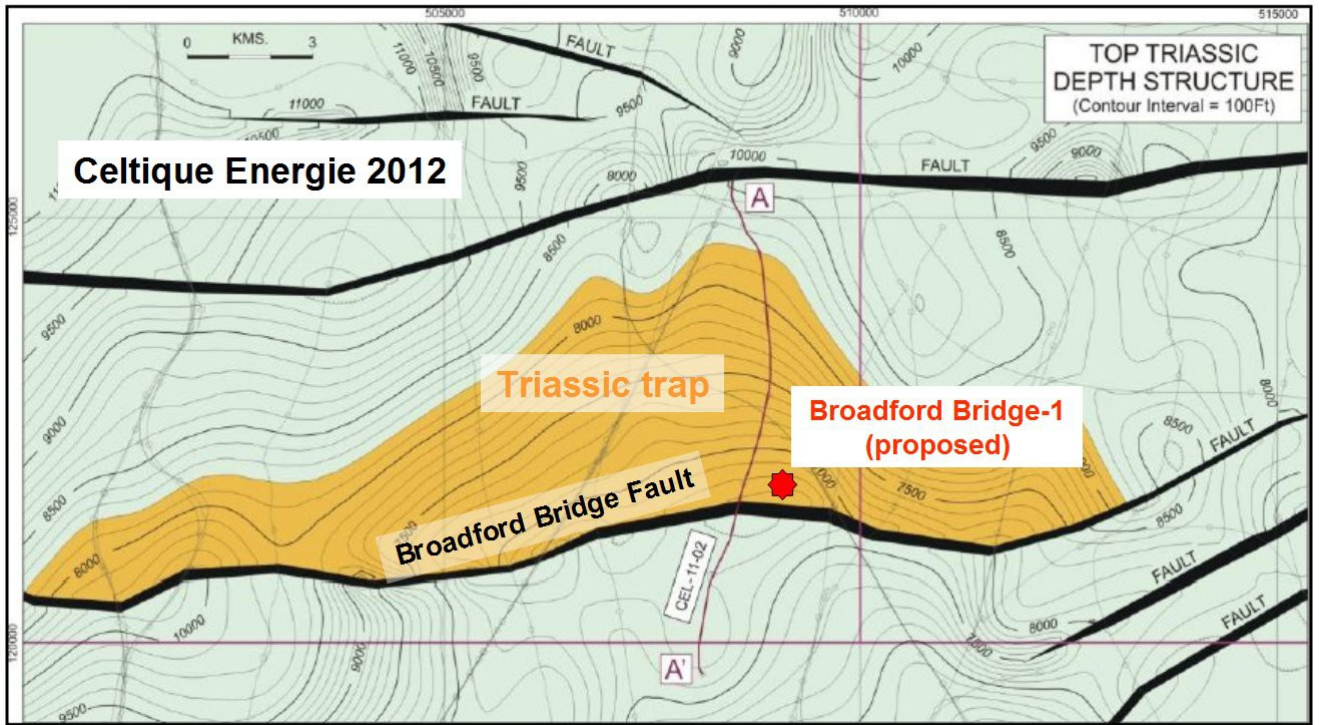 505000
510000
515000
0 KMS. 3
TOP TRIASSIC
DEPTH STRUCTURE
(Contour Interval = 100Ft)
FAULT
9000
10000
11000
10500
9500
11000
FAULT
9500
Celtique Energie 2012
9500
8000
10000
FAULT
9500
9000
A
125000
8500
8500
9500
8000
Triassic trap
Broadford Bridge-1
(proposed)
8000
9000
8500
FAULT
8500
7500
8500
Broadford Bridge Fault
8000
CEL-11-02
FAULT
FAULT
10000
9000
8000
7500
120000
A'
9500